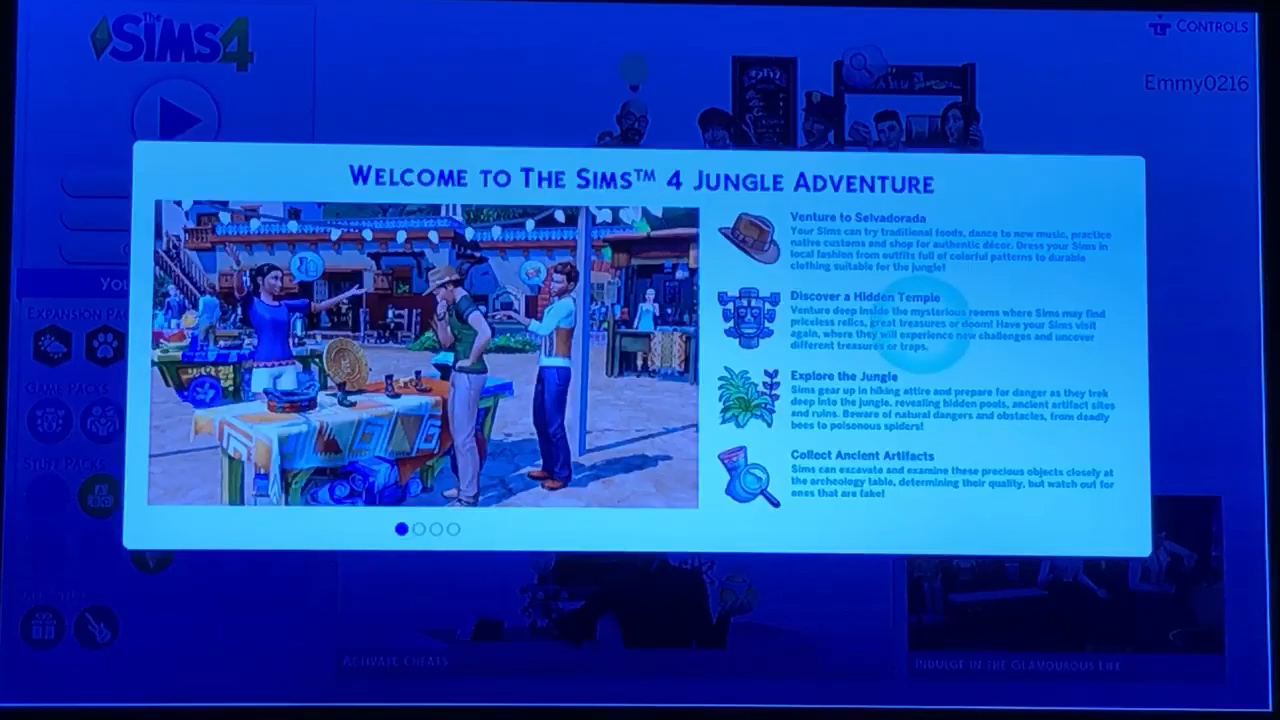 The SiMS 4
CONTROLS
Emmy0216
WELCOME TO THE SIMS™ 4 JUNGLE ADVENTURE
Venture to Selvadorada
Your Sims can try traditional foods, dance to new music, practice
native customs and shop for authentic décor. Dress your Sims in
local fashion from outfits full of colorful patterns to durable
clothing suitable for the jungle!
Discover a Hidden Temple
Venture deep inside the mysterious rooms where Sims may find
priceless relics, great treasures or doom! Have your Sims visit
again, where they will experience new challenges and uncover
different treasures or traps.
Explore the Jungle
Sims gear up in hiking attire and prepare for danger as they trek
deep into the jungle, revealing hidden pools, ancient artifact sites
and ruins. Beware of natural dangers and obstacles, from deadly
bees to poisonous spiders!
Collect Ancient Artifacts
Sims can excavate and examine these precious objects closely at
the archeology table, determining their quality, but watch out for
ones that are fake!
YOU
EXPANSION PA
GAME PACKS
STUFF PACKS
ACTIVATE CHEATS
INDULGE IN THE GLAMOUROUS LIFE